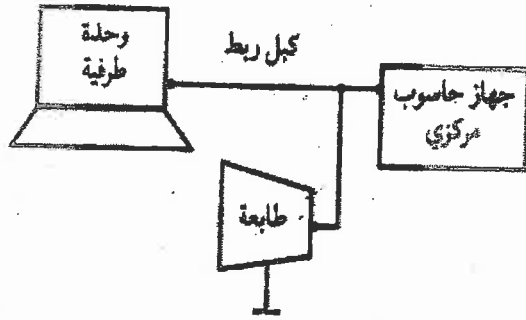 وحدة
طرفية
كبل ربط
جهاز حاسوب
مركزي
طابعة